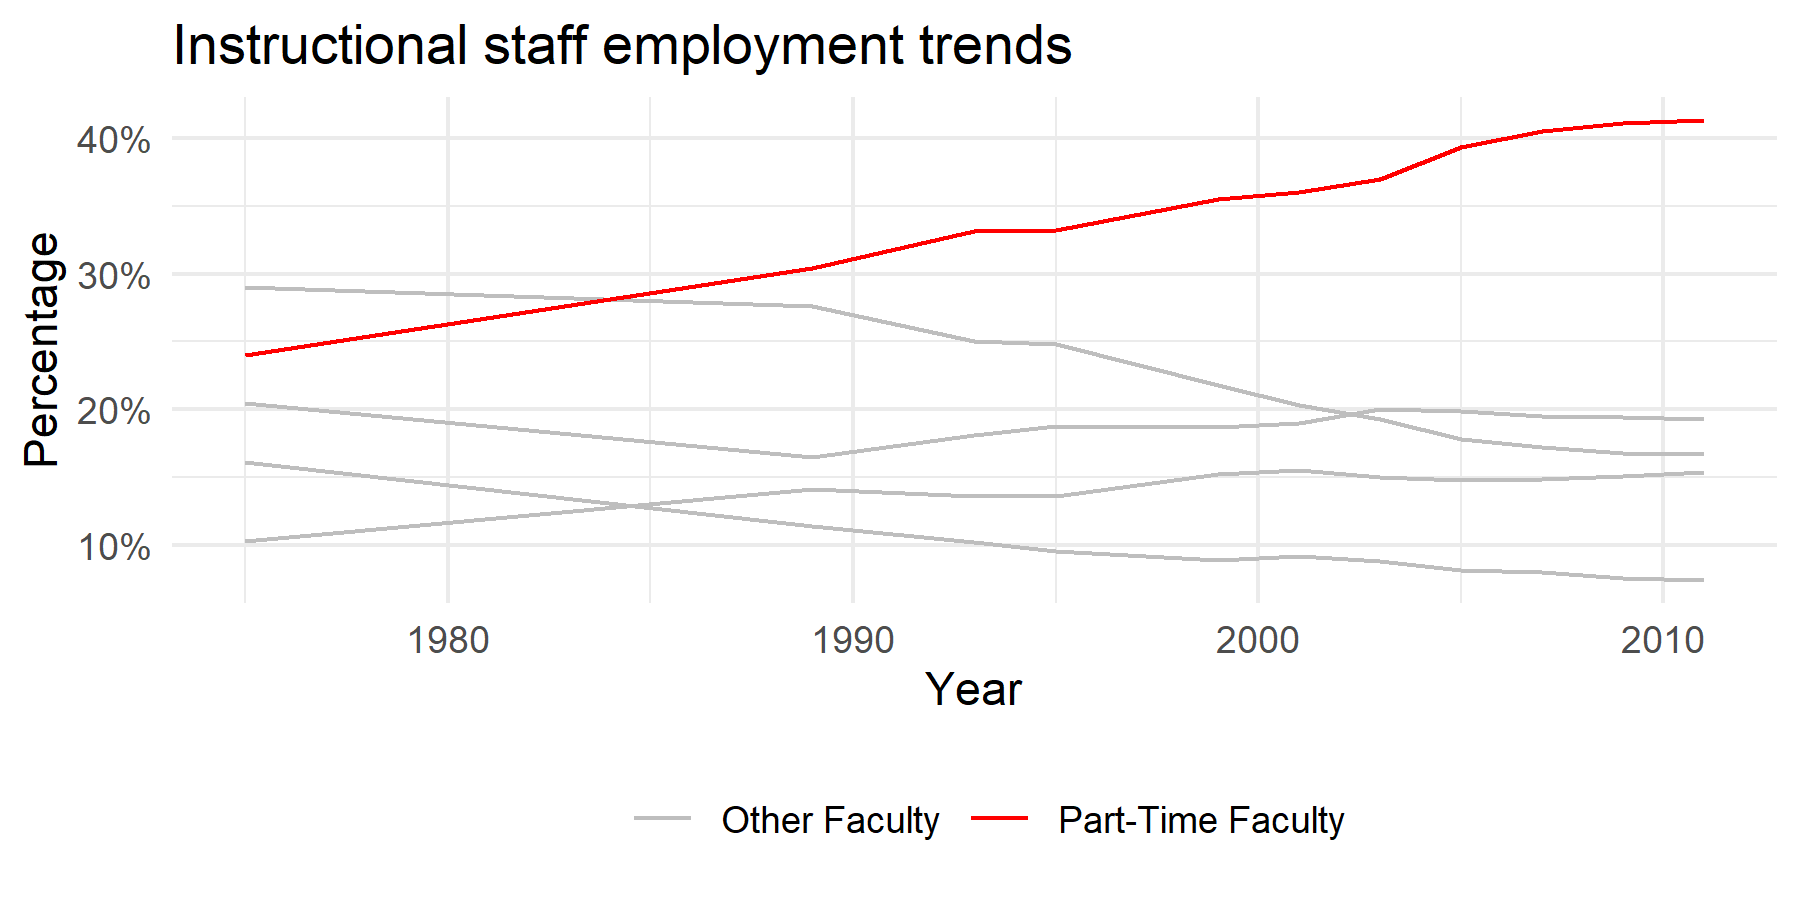 Instructional staff employment trends
40%
30%
20%
10%
Percentage
1980 1990 2000 2010
Year
Other Faculty Part-Time Faculty